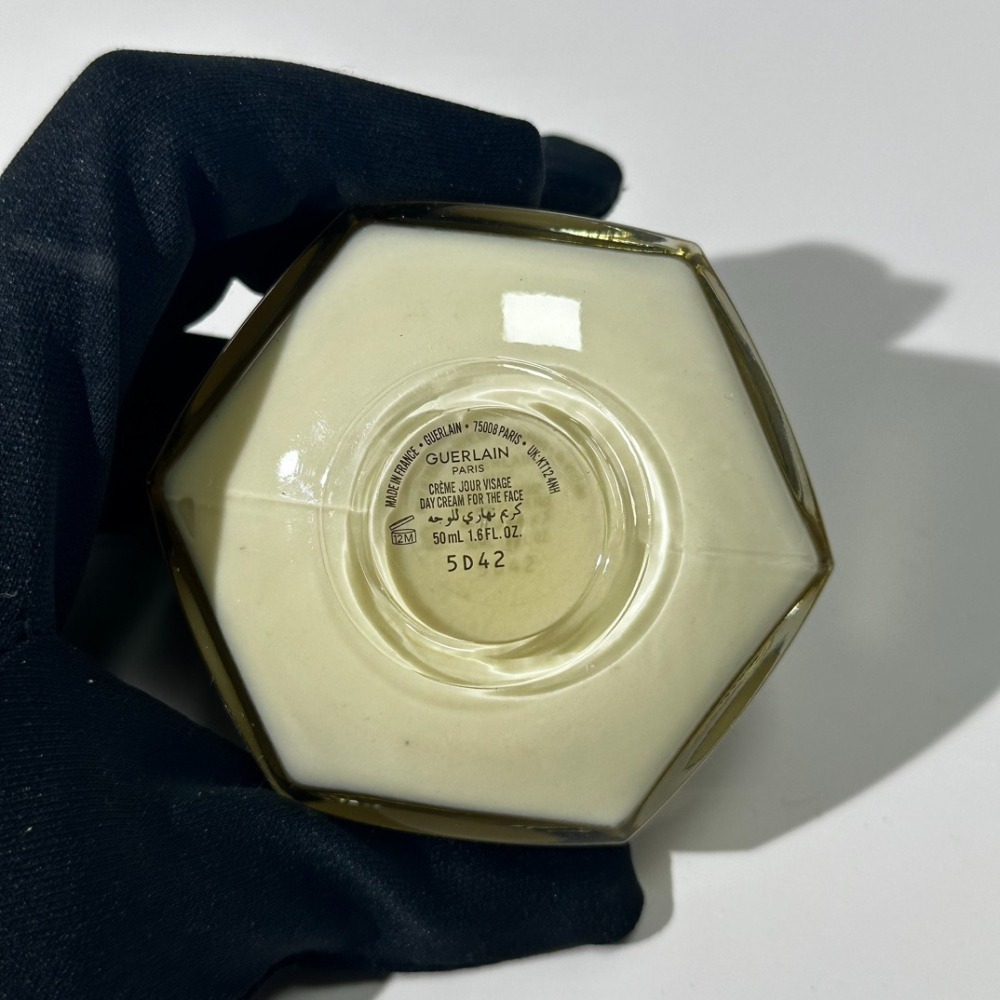 MADE IN FRANCE • GUERLAIN • 75008 PARIS • UK: KT12 4NH
GUERLAIN
PARIS
CRÈME JOUR VISAGE
DAY CREAM FOR THE FACE
كريم نهاري للوجه
12M
50 mL 1.6 FL. OZ.
5D42